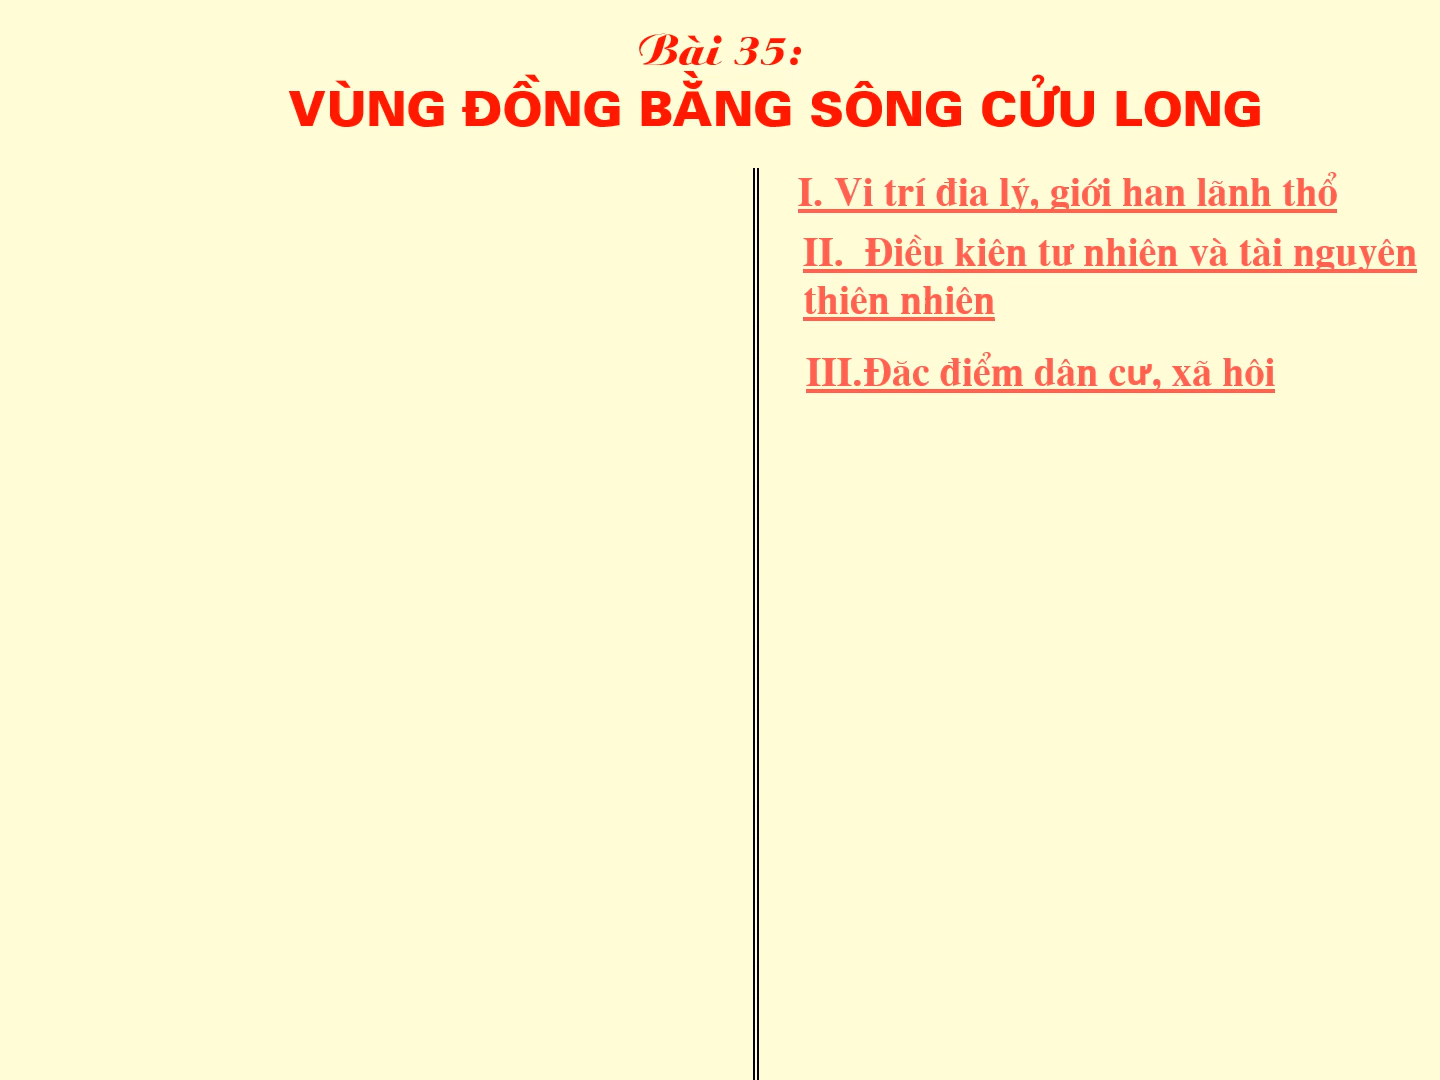 Bài 35:
VÙNG ĐỒNG BẰNG SÔNG CỬU LONG
I. Vi trí đia lý, giới han lãnh thổ
II. Điều kiên tư nhiên và tài nguyên
thiên nhiên
III.Đăc điểm dân cư, xã hôi